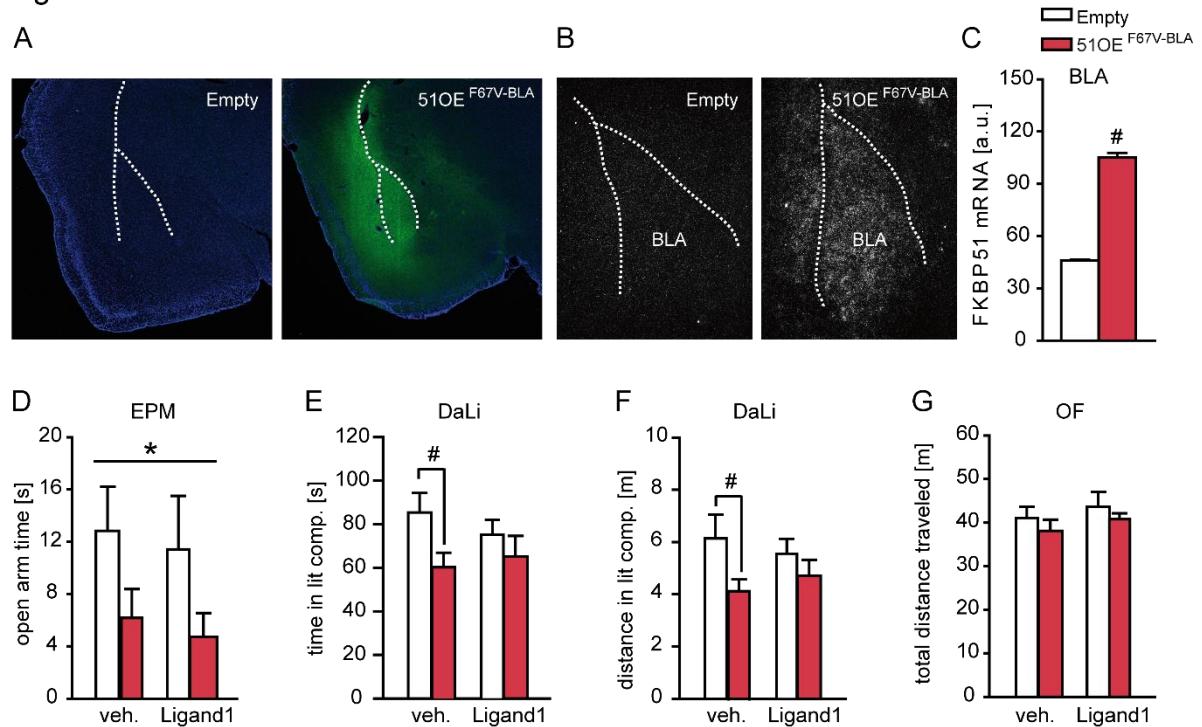 Empty
51OE F67V-BLA
A
B
C
Empty
51OE F67V-BLA
Empty
51OE F67V-BLA
BLA
BLA
BLA
FKBP51 mRNA [a.u.]
150
120
90
60
30
0
#
D
EPM
open arm time [s]
20
16
12
8
4
0
*
veh.
Ligand1
E
DaLi
time in lit comp. [s]
120
100
80
60
40
20
0
#
veh.
Ligand1
F
DaLi
distance in lit comp. [m]
10
8
6
4
2
0
#
veh.
Ligand1
G
OF
total distance traveled [m]
60
50
40
30
20
10
0
veh.
Ligand1